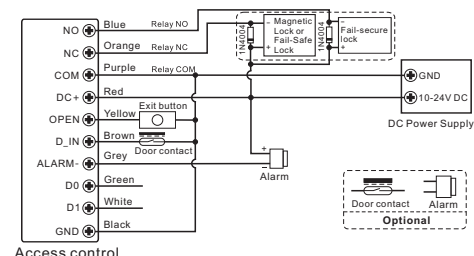 NO
Blue
Relay NO
NC
Orange
Relay NC
COM
Purple
Relay COM
DC+
Red
OPEN
Yellow
Exit button
D_IN
Brown
Door contact
ALARM-
Grey
D0
Green
D1
White
GND
Black
Access control
1N4004
−
Magnetic
Lock or
Fail-Safe
Lock
+
1N4004
−
Fail-secure
lock
+
GND
10-24V DC
DC Power Supply
+
−
Alarm
Door contact
Alarm
Optional